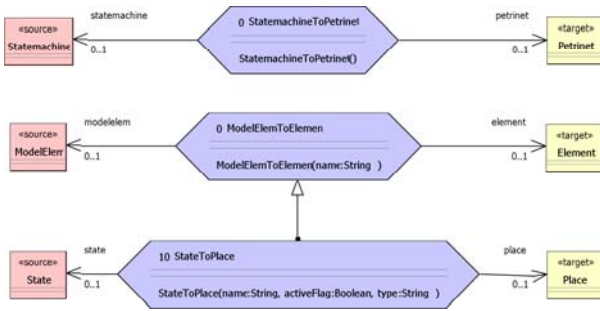 statemachine
petrinet
«source»
Statemachine
0..1
0 StatemachineToPetrinet
StatemachineToPetrinet()
0..1
«target»
Petrinet
modelelem
element
«source»
ModelElem
0..1
0 ModelElemToElemen
ModelElemToElemen(name:String )
0..1
«target»
Element
state
place
«source»
State
0..1
10 StateToPlace
StateToPlace(name:String, activeFlag:Boolean, type:String )
0..1
«target»
Place